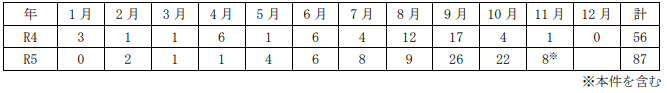 年 1月 2月 3月 4月 5月 6月 7月 8月 9月 10月 11月 12月 計
R4 3 1 1 6 1 6 4 12 17 4 1 0 56
R5 0 2 1 1 4 6 8 9 26 22 8※ 87
※本件を含む